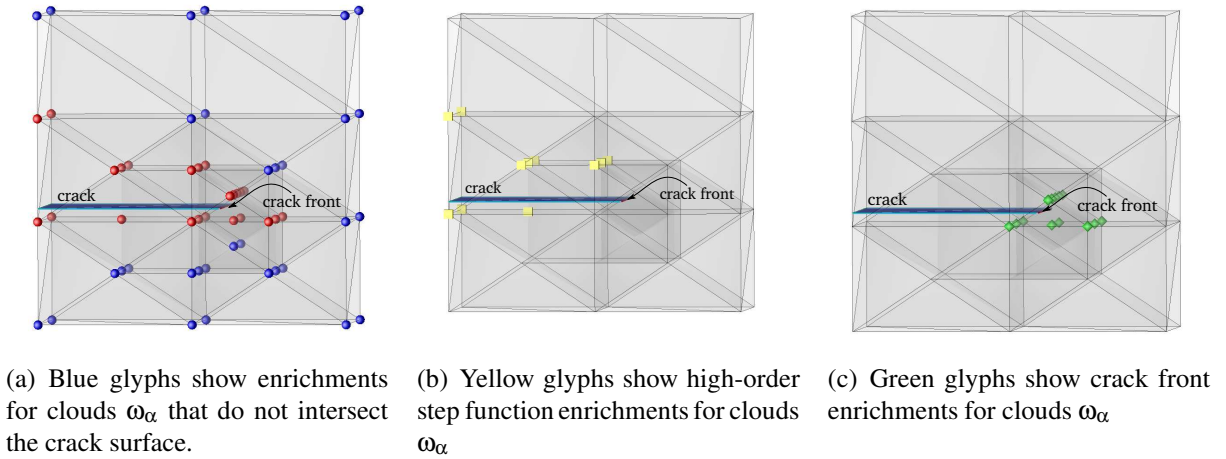 crack
crack front
crack
crack front
crack
crack front
(a) Blue glyphs show enrichments
for clouds ωα that do not intersect
the crack surface.
(b) Yellow glyphs show high-order
step function enrichments for clouds
ωα
(c) Green glyphs show crack front
enrichments for clouds ωα